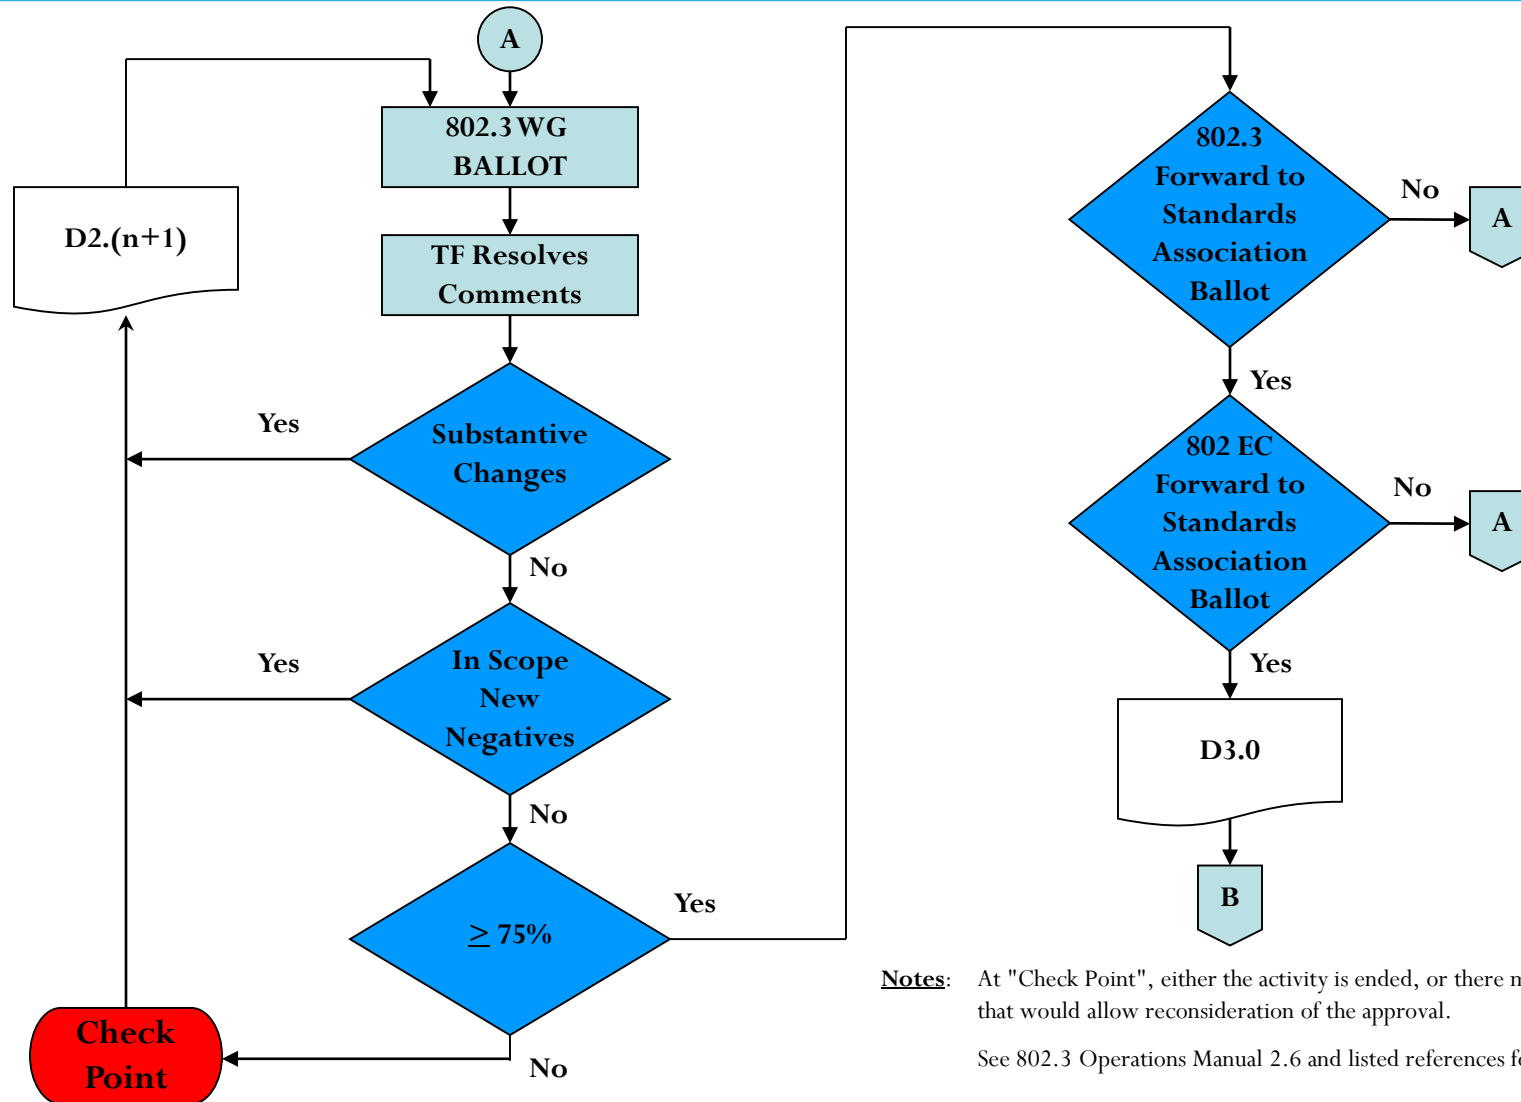 A
802.3 WG
BALLOT
D2.(n+1)
TF Resolves
Comments
Yes
Substantive
Changes
No
Yes
In Scope
New
Negatives
No
≥ 75%
Yes
Check
Point
No
802.3
Forward to
Standards
Association
Ballot
No
A
Yes
802 EC
Forward to
Standards
Association
Ballot
No
A
Yes
D3.0
B
Notes: At "Check Point", either the activity is ended, or there
that would allow reconsideration of the approval.
See 802.3 Operations Manual 2.6 and listed references